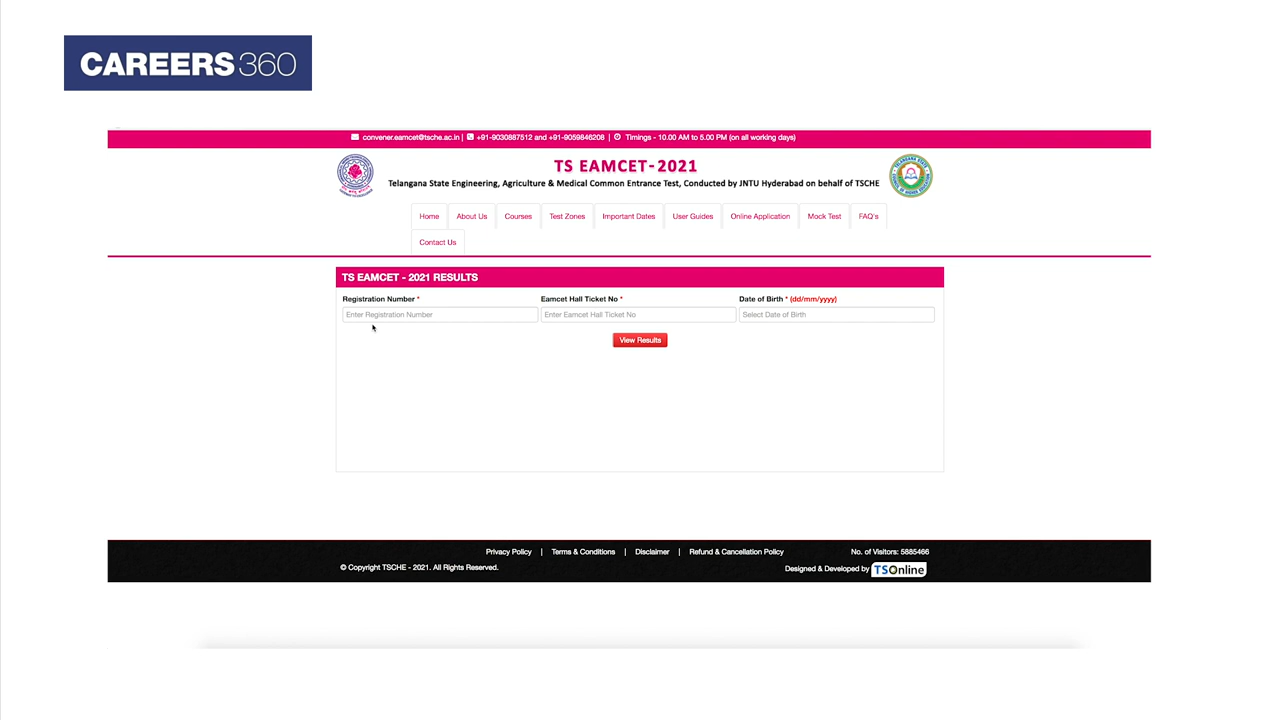 CAREERS360
convener.eamcet@tsche.ac.in | +91-9030887512 and +91-9059846208 | Timings - 10.00 AM to 5.00 PM (on all working days)
TS EAMCET-2021
Telangana State Engineering, Agriculture & Medical Common Entrance Test, Conducted by JNTU Hyderabad on behalf of TSCHE
Home About Us Courses Test Zones Important Dates User Guides Online Application Mock Test FAQ's
Contact Us
TS EAMCET - 2021 RESULTS
Registration Number * Eamcet Hall Ticket No * Date of Birth * (dd/mm/yyyy)
Enter Registration Number Enter Eamcet Hall Ticket No Select Date of Birth
View Results
Privacy Policy | Terms & Conditions | Disclaimer | Refund & Cancellation Policy No. of Visitors: 5885466
© Copyright TSCHE - 2021. All Rights Reserved. Designed & Developed by TSOnline